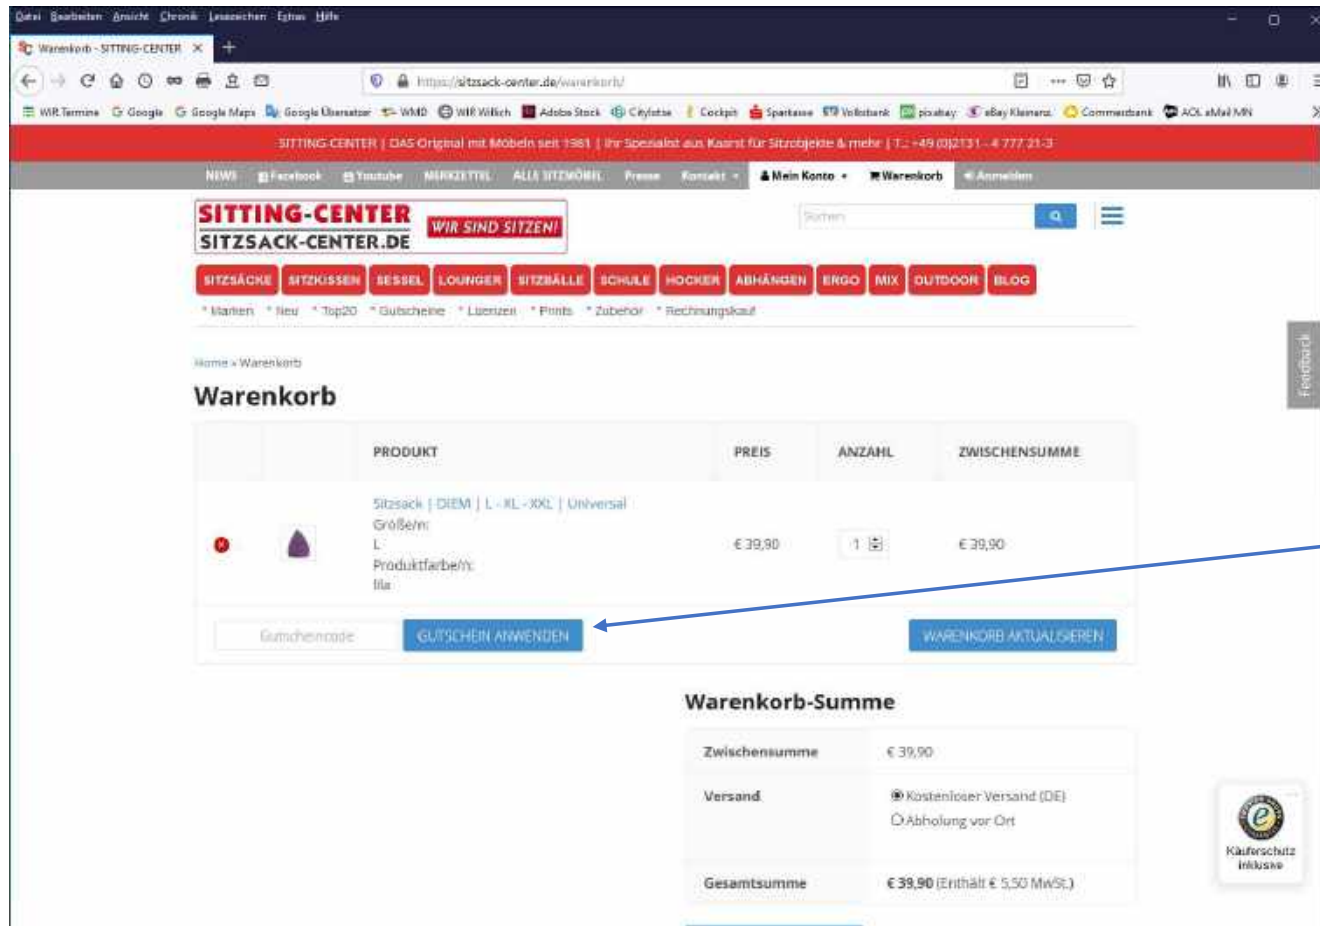 Datei Bearbeiten Ansicht Chronik Lesezeichen Extras Hilfe
Warenkorb - SITTING-CENTER
https://sitzsack-center.de/warenkorb/
WIR Termine Google Google Maps Google Übersetzer WMD WIR Willich Adobe Stock Cityfotse Cockpit Sparkasse Volksbank pixabay eBay Kleinanz. Commerzbank AOL eMail MN
SITTING-CENTER | DAS Original mit Möbeln seit 1981 | Ihr Spezialist aus Kaarst für Sitzobjekte & mehr | T.: +49 (0)2131 - 4 777 21-3
NEWS Facebook Youtube MERKZETTEL ALLE SITZMÖBEL Presse Kontakt Mein Konto Warenkorb Anmelden
SITTING-CENTER
SITZSACK-CENTER.DE
WIR SIND SITZEN!
Suchen
SITZSÄCKE SITZKISSEN SESSEL LOUNGER SITZBÄLLE SCHULE HOCKER ABHÄNGEN ERGO MIX OUTDOOR BLOG
* Marken * Neu * Top20 * Gutscheine * Lizenzen * Prints * Zubehör * Rechnungskauf
Feedback
Home » Warenkorb
Warenkorb
PRODUKT PREIS ANZAHL ZWISCHENSUMME
Sitzsack | DIEM | L - XL - XXL | Universal
Größe/n:
L
Produktfarbe/n:
lila
€ 39,90 1 € 39,90
Gutscheincode GUTSCHEIN ANWENDEN WARENKORB AKTUALISIEREN
Warenkorb-Summe
Zwischensumme € 39,90
Versand Kostenloser Versand (DE)
Abholung vor Ort
Gesamtsumme € 39,90 (Enthält € 5,50 MwSt.)
Käuferschutz
inklusive